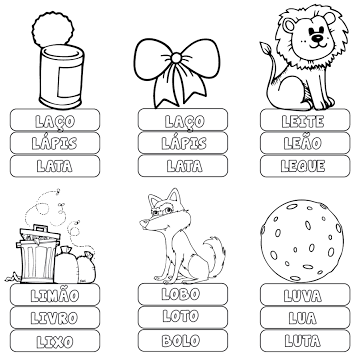 LAÇO
LÁPIS
LATA
LAÇO
LÁPIS
LATA
LEITE
LEÃO
LEQUE
LIMÃO
LIVRO
LIXO
LOBO
LOTO
BOLO
LUVA
LUA
LUTA